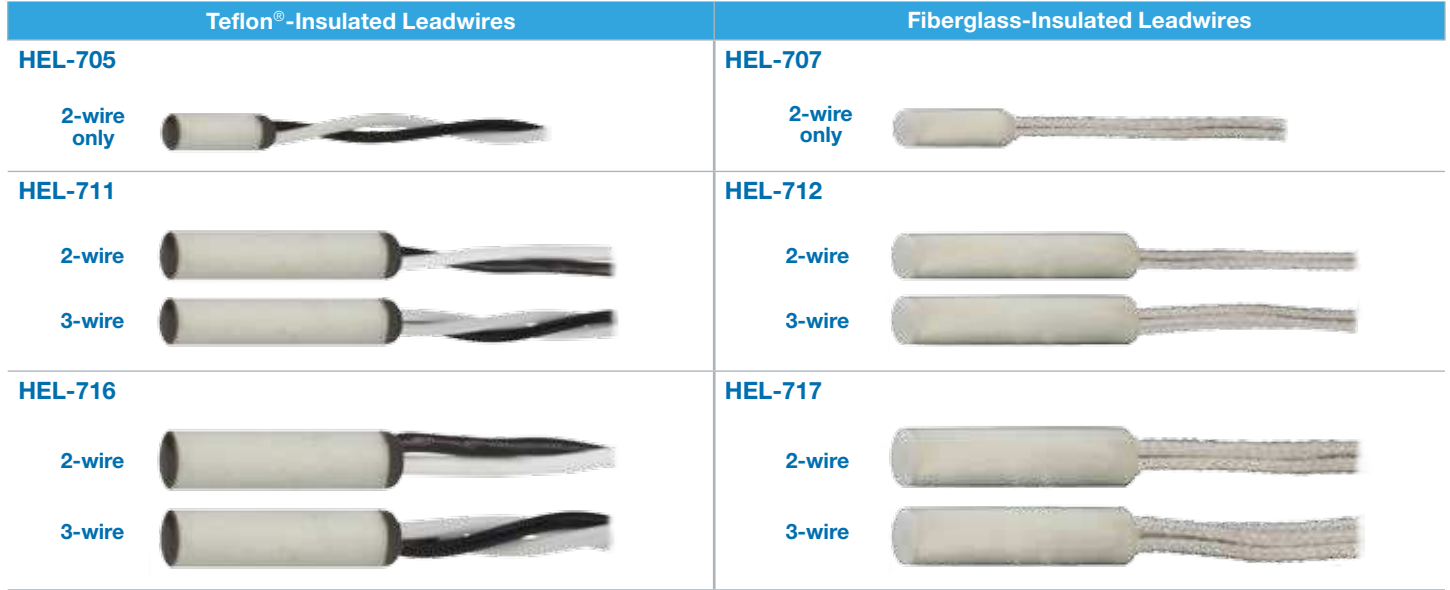 Teflon®-Insulated Leadwires
Fiberglass-Insulated Leadwires
HEL-705
2-wire
only
HEL-707
2-wire
only
HEL-711
2-wire
3-wire
HEL-712
2-wire
3-wire
HEL-716
2-wire
3-wire
HEL-717
2-wire
3-wire